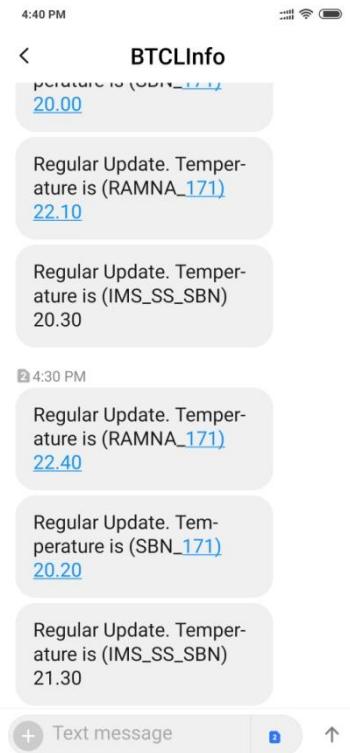 4:40 PM
BTCLInfo
20.00
Regular Update. Temper-
ature is (RAMNA_171)
22.10
Regular Update. Temper-
ature is (IMS_SS_SBN)
20.30
2 4:30 PM
Regular Update. Temper-
ature is (RAMNA_171)
22.40
Regular Update. Tem-
perature is (SBN_171)
20.20
Regular Update. Temper-
ature is (IMS_SS_SBN)
21.30
Text message
2